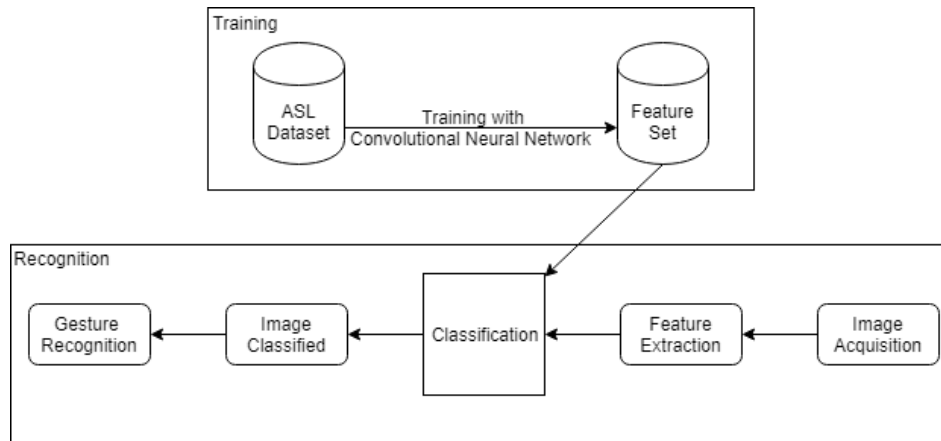 Training
ASL
Dataset
Training with
Convolutional Neural Network
Feature
Set
Recognition
Gesture
Recognition
Image
Classified
Classification
Feature
Extraction
Image
Acquisition